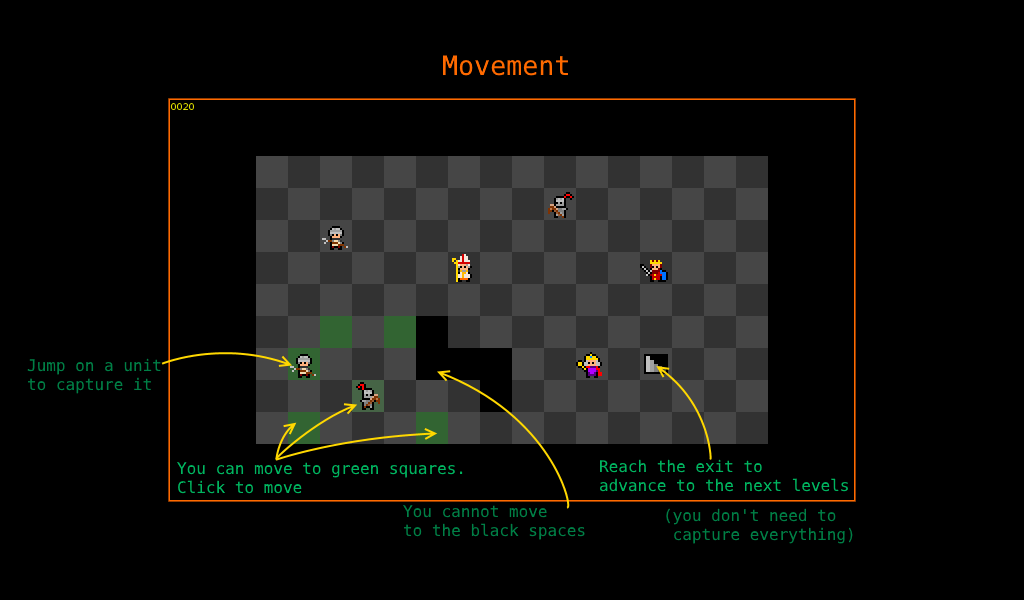 Movement
0020
Jump on a unit
to capture it
You can move to green squares.
Click to move
Reach the exit to
advance to the next levels
You cannot move
to the black spaces
(you don't need to
capture everything)